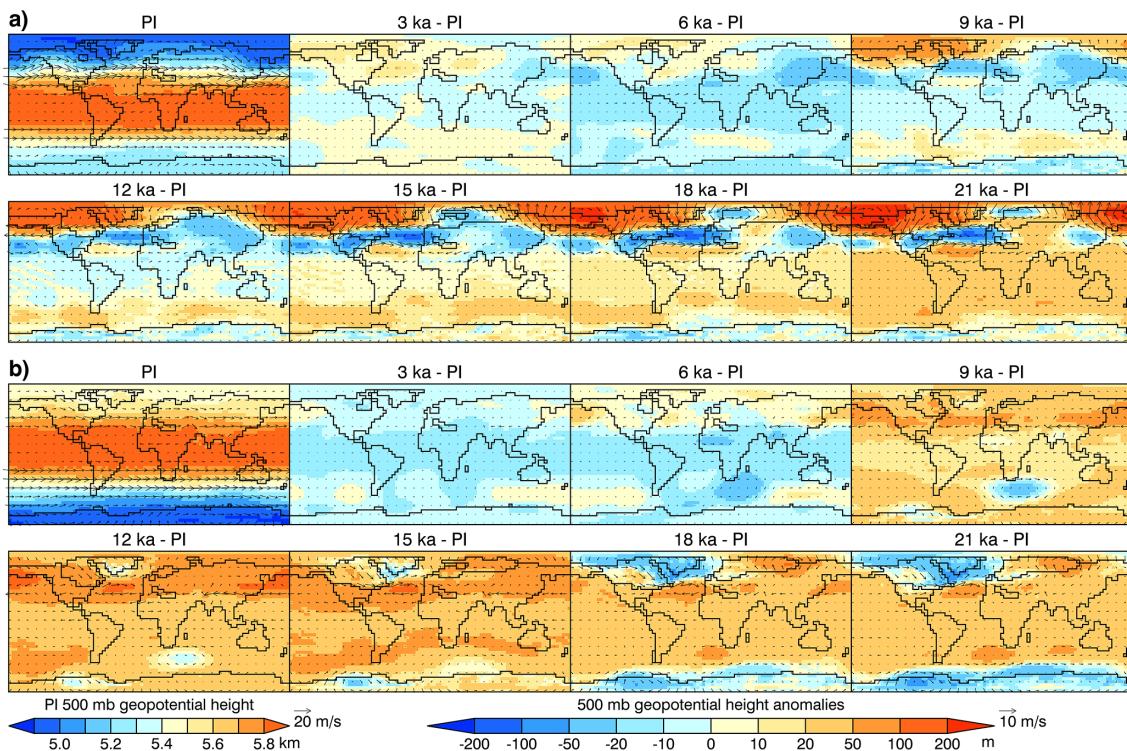 a)
PI 3 ka - PI 6 ka - PI 9 ka - PI
12 ka - PI 15 ka - PI 18 ka - PI 21 ka - PI
b)
PI 3 ka - PI 6 ka - PI 9 ka - PI
12 ka - PI 15 ka - PI 18 ka - PI 21 ka - PI
PI 500 mb geopotential height 20 m/s 500 mb geopotential height anomalies 10 m/s
5.0 5.2 5.4 5.6 5.8 km -200 -100 -50 -20 -10 0 10 20 50 100 200 m